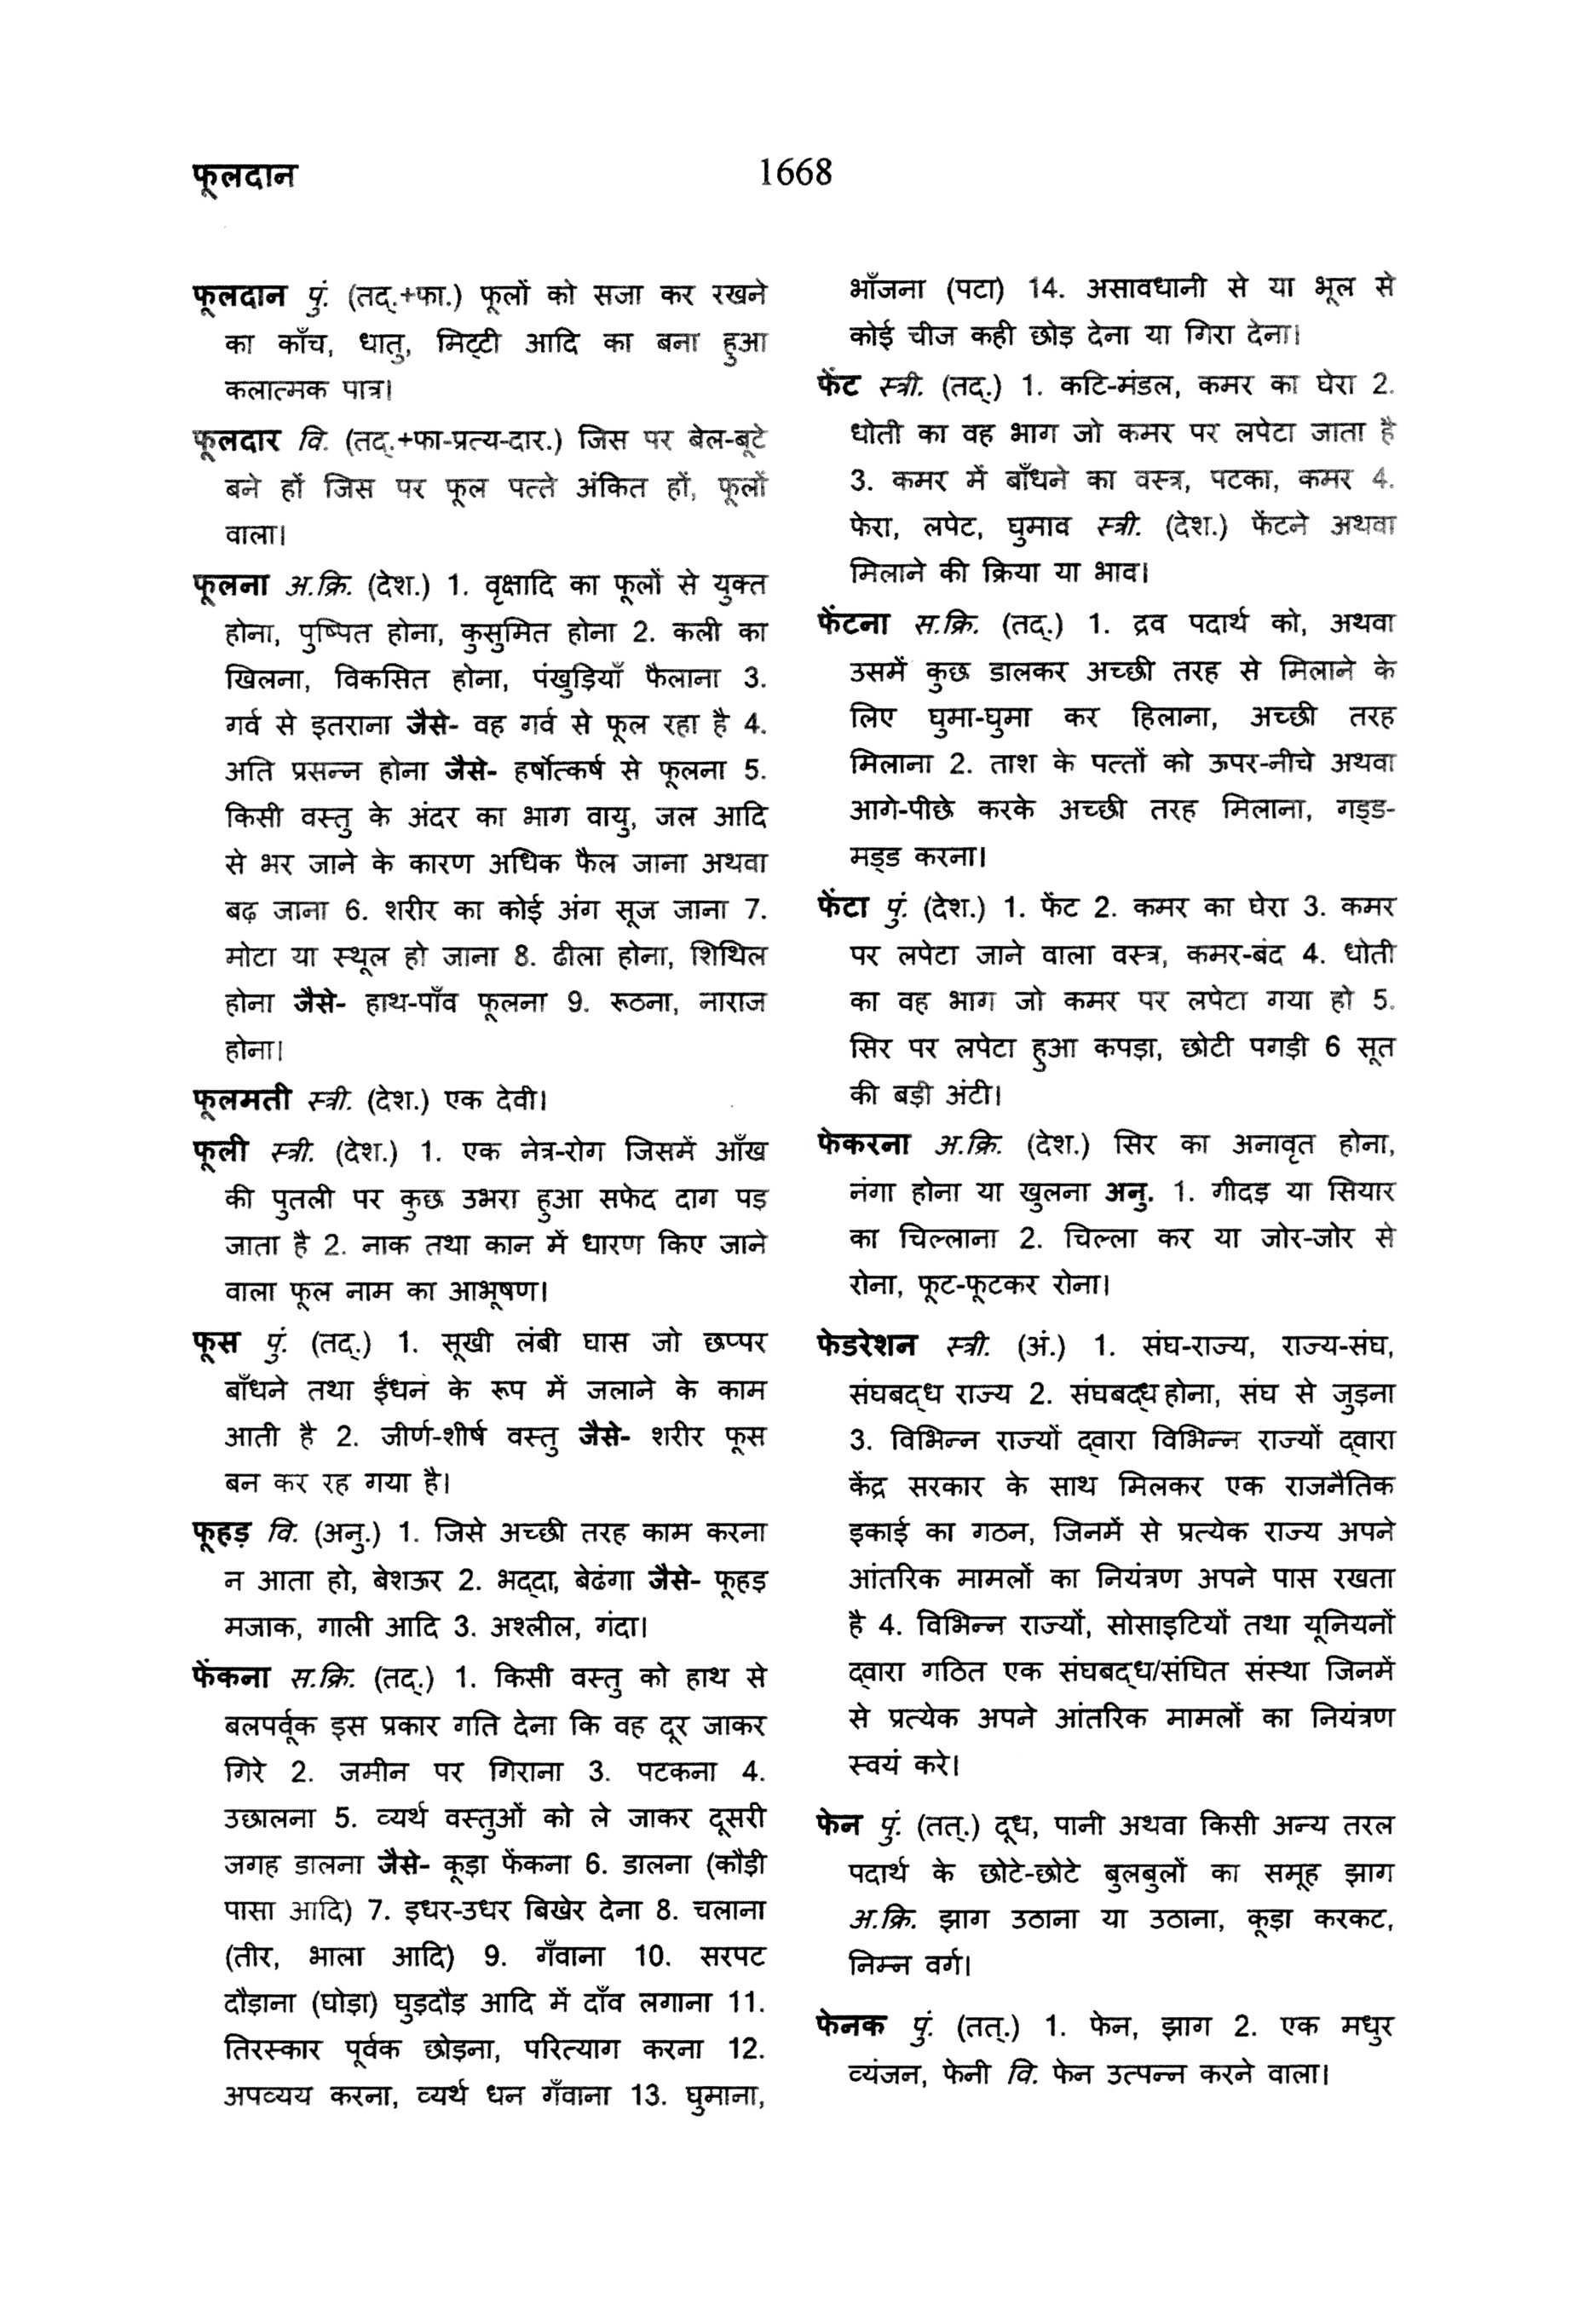 फूलदान
1668
फूलदान पुं. (तद्.+फा.) फूलों को सजा कर रखने
का काँच, धातु, मिट्टी आदि का बना हुआ
कलात्मक पात्र।
फूलदार वि. (तद्.+फा-प्रत्य-दार.) जिस पर बेल-बूटे
बने हों जिस पर फूल पत्ते अंकित हों, फूलों
वाला।
फूलना अ.क्रि. (देश.) 1. वृक्षादि का फूलों से युक्त
होना, पुष्पित होना, कुसुमित होना 2. कली का
खिलना, विकसित होना, पंखुड़ियाँ फैलाना 3.
गर्व से इतराना जैसे- वह गर्व से फूल रहा है 4.
अति प्रसन्न होना जैसे- हर्षोत्कर्ष से फूलना 5.
किसी वस्तु के अंदर का भाग वायु, जल आदि
से भर जाने के कारण अधिक फैल जाना अथवा
बढ़ जाना 6. शरीर का कोई अंग सूज जाना 7.
मोटा या स्थूल हो जाना 8. ढीला होना, शिथिल
होना जैसे- हाथ-पाँव फूलना 9. रूठना, नाराज
होना।
फूलमती स्त्री. (देश.) एक देवी।
फूली स्त्री. (देश.) 1. एक नेत्र-रोग जिसमें आँख
की पुतली पर कुछ उभरा हुआ सफेद दाग पड़
जाता है 2. नाक तथा कान में धारण किए जाने
वाला फूल नाम का आभूषण।
फूस पुं. (तद्.) 1. सूखी लंबी घास जो छप्पर
बाँधने तथा ईंधन के रूप में जलाने के काम
आती है 2. जीर्ण-शीर्ष वस्तु जैसे- शरीर फूस
बन कर रह गया है।
फूहड़ वि. (अनु.) 1. जिसे अच्छी तरह काम करना
न आता हो, बेशऊर 2. भद्दा, बेढंगा जैसे- फूहड़
मजाक, गाली आदि 3. अश्लील, गंदा।
फेंकना स.क्रि. (तद्.) 1. किसी वस्तु को हाथ से
बलपर्वूक इस प्रकार गति देना कि वह दूर जाकर
गिरे 2. जमीन पर गिराना 3. पटकना 4.
उछालना 5. व्यर्थ वस्तुओं को ले जाकर दूसरी
जगह डालना जैसे- कूड़ा फेंकना 6. डालना (कौड़ी
पासा आदि) 7. इधर-उधर बिखेर देना 8. चलाना
(तीर, भाला आदि) 9. गँवाना 10. सरपट
दौड़ाना (घोड़ा) घुड़दौड़ आदि में दाँव लगाना 11.
तिरस्कार पूर्वक छोड़ना, परित्याग करना 12.
अपव्यय करना, व्यर्थ धन गँवाना 13. घुमाना,
भाँजना (पटा) 14. असावधानी से या भूल से
कोई चीज कही छोड़ देना या गिरा देना।
फेंट स्त्री. (तद्.) 1. कटि-मंडल, कमर का घेरा 2.
धोती का वह भाग जो कमर पर लपेटा जाता है
3. कमर में बाँधने का वस्त्र, पटका, कमर 4.
फेरा, लपेट, घुमाव स्त्री. (देश.) फेंटने अथवा
मिलाने की क्रिया या भाव।
फेंटना स.क्रि. (तद्.) 1. द्रव पदार्थ को, अथवा
उसमें कुछ डालकर अच्छी तरह से मिलाने के
लिए घुमा-घुमा कर हिलाना, अच्छी तरह
मिलाना 2. ताश के पत्तों को ऊपर-नीचे अथवा
आगे-पीछे करके अच्छी तरह मिलाना, गड्ड-
मड्ड करना।
फेंटा पुं. (देश.) 1. फेंट 2. कमर का घेरा 3. कमर
पर लपेटा जाने वाला वस्त्र, कमर-बंद 4. धोती
का वह भाग जो कमर पर लपेटा गया हो 5.
सिर पर लपेटा हुआ कपड़ा, छोटी पगड़ी 6 सूत
की बड़ी अंटी।
फेकरना अ.क्रि. (देश.) सिर का अनावृत होना,
नंगा होना या खुलना अनु. 1. गीदड़ या सियार
का चिल्लाना 2. चिल्ला कर या जोर-जोर से
रोना, फूट-फूटकर रोना।
फेडरेशन स्त्री. (अं.) 1. संघ-राज्य, राज्य-संघ,
संघबद्ध राज्य 2. संघबद्ध होना, संघ से जुड़ना
3. विभिन्न राज्यों द्वारा विभिन्न राज्यों द्वारा
केंद्र सरकार के साथ मिलकर एक राजनैतिक
इकाई का गठन, जिनमें से प्रत्येक राज्य अपने
आंतरिक मामलों का नियंत्रण अपने पास रखता
है 4. विभिन्न राज्यों, सोसाइटियों तथा यूनियनों
द्वारा गठित एक संघबद्ध/संघित संस्था जिनमें
से प्रत्येक अपने आंतरिक मामलों का नियंत्रण
स्वयं करे।
फेन पुं. (तत्.) दूध, पानी अथवा किसी अन्य तरल
पदार्थ के छोटे-छोटे बुलबुलों का समूह झाग
अ.क्रि. झाग उठाना या उठाना, कूड़ा करकट,
निम्न वर्ग।
फेनक पुं. (तत्.) 1. फेन, झाग 2. एक मधुर
व्यंजन, फेनी वि. फेन उत्पन्न करने वाला।